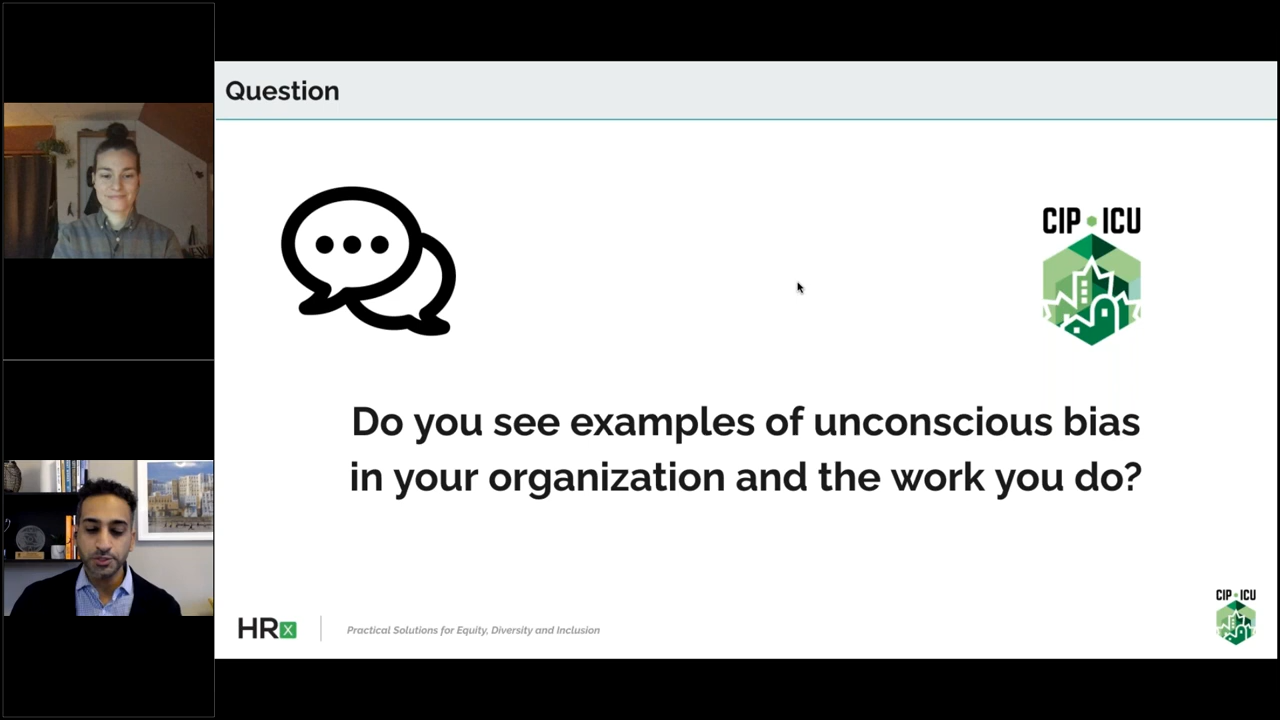 Question
CIP ICU
Do you see examples of unconscious bias
in your organization and the work you do?
HRx
Practical Solutions for Equity, Diversity and Inclusion
CIP ICU